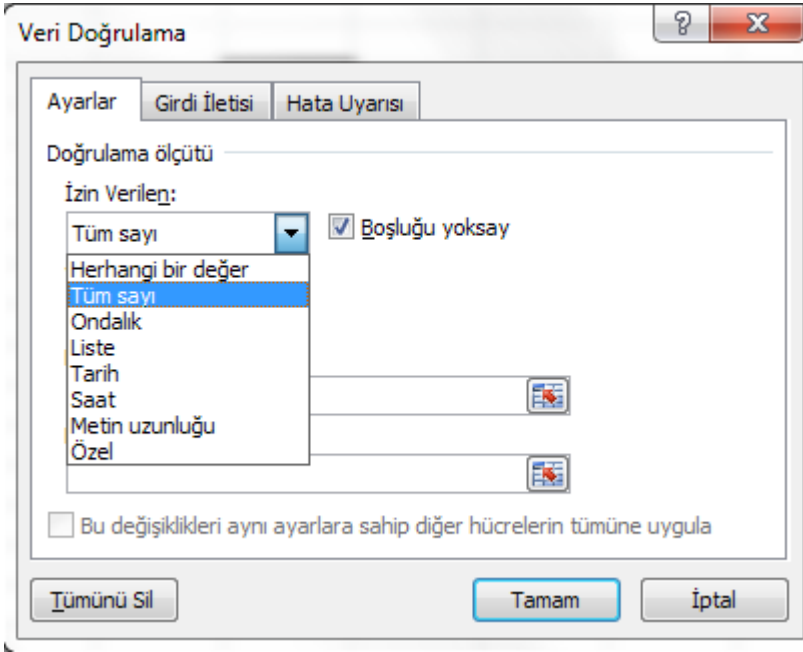 Veri Doğrulama
Ayarlar Girdi İletisi Hata Uyarısı
Doğrulama ölçütü
İzin Verilen:
Tüm sayı Boşluğu yoksay
Herhangi bir değer
Tüm sayı
Ondalık
Liste
Tarih
Saat
Metin uzunluğu
Özel
Bu değişiklikleri aynı ayarlara sahip diğer hücrelerin tümüne uygula
Tümünü Sil Tamam İptal